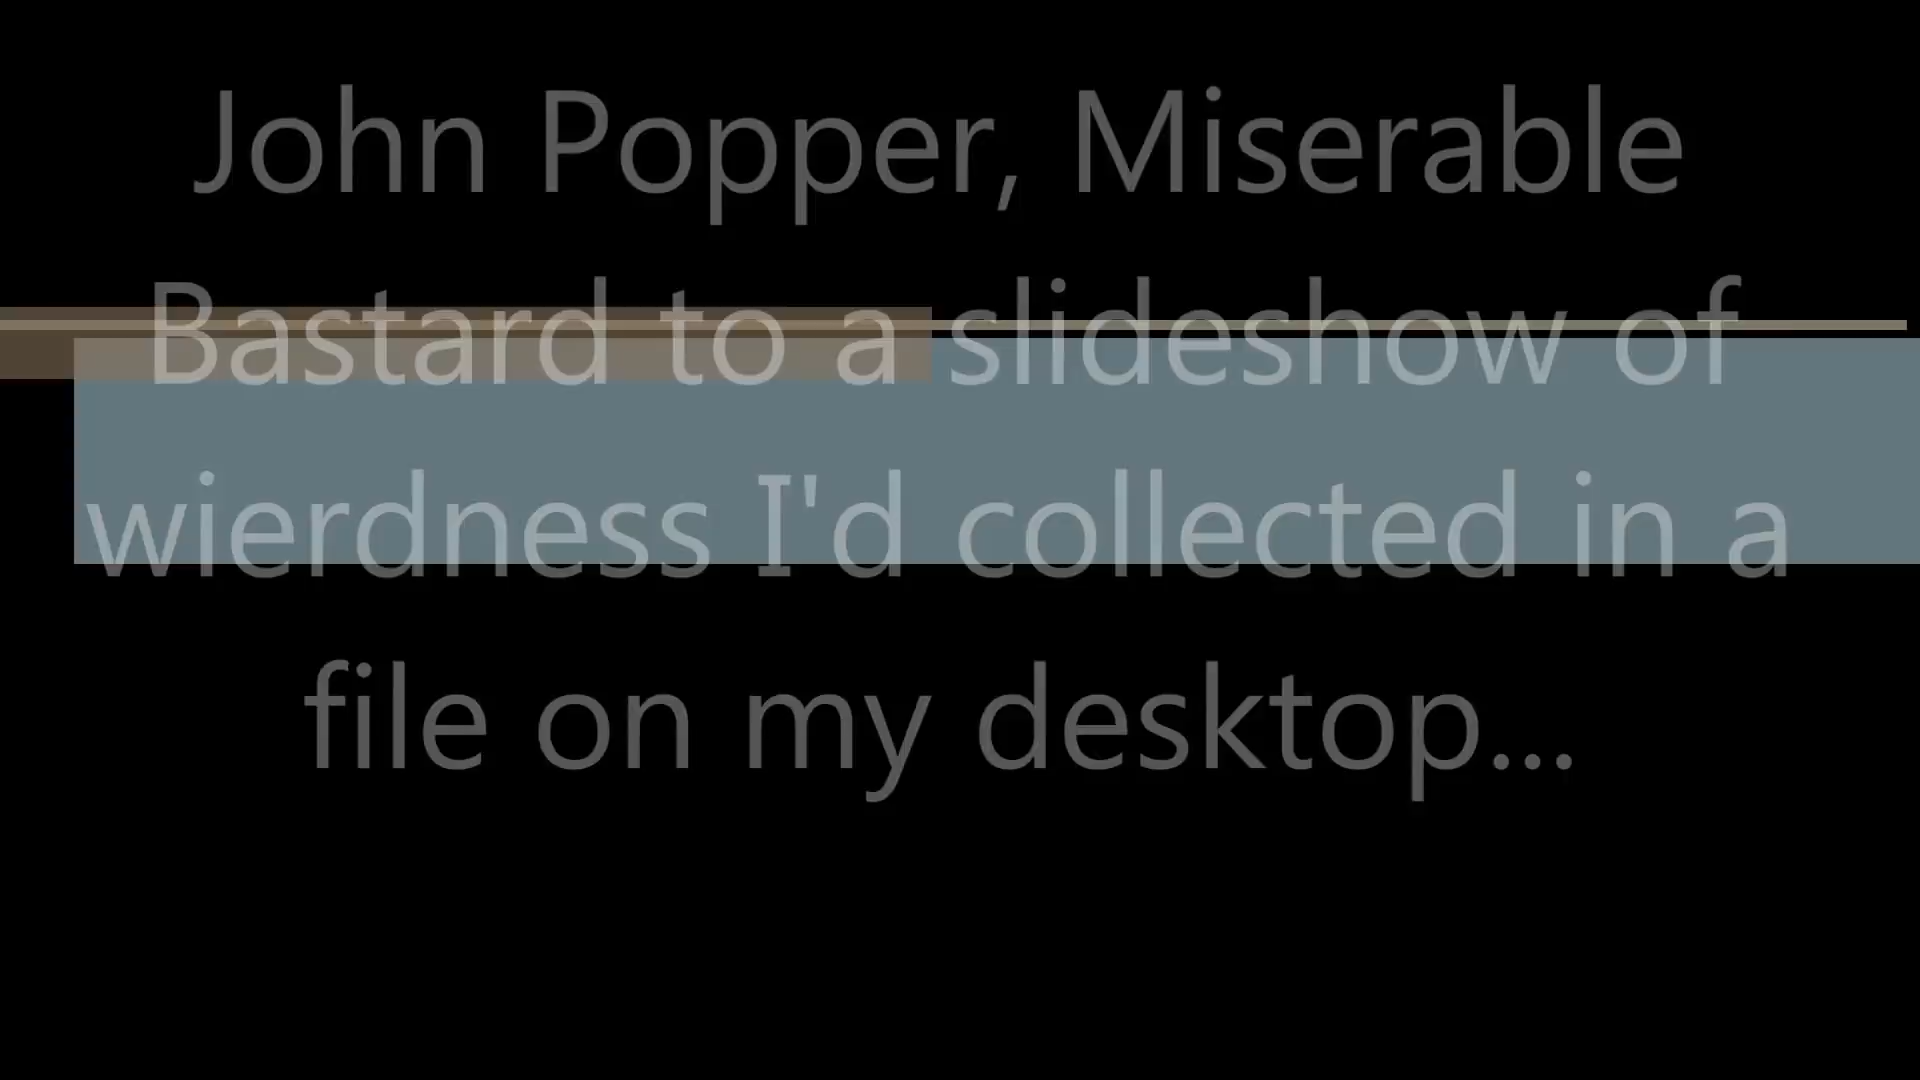 John Popper, Miserable
Bastard to a slideshow of
wierdness I'd collected in a
file on my desktop...